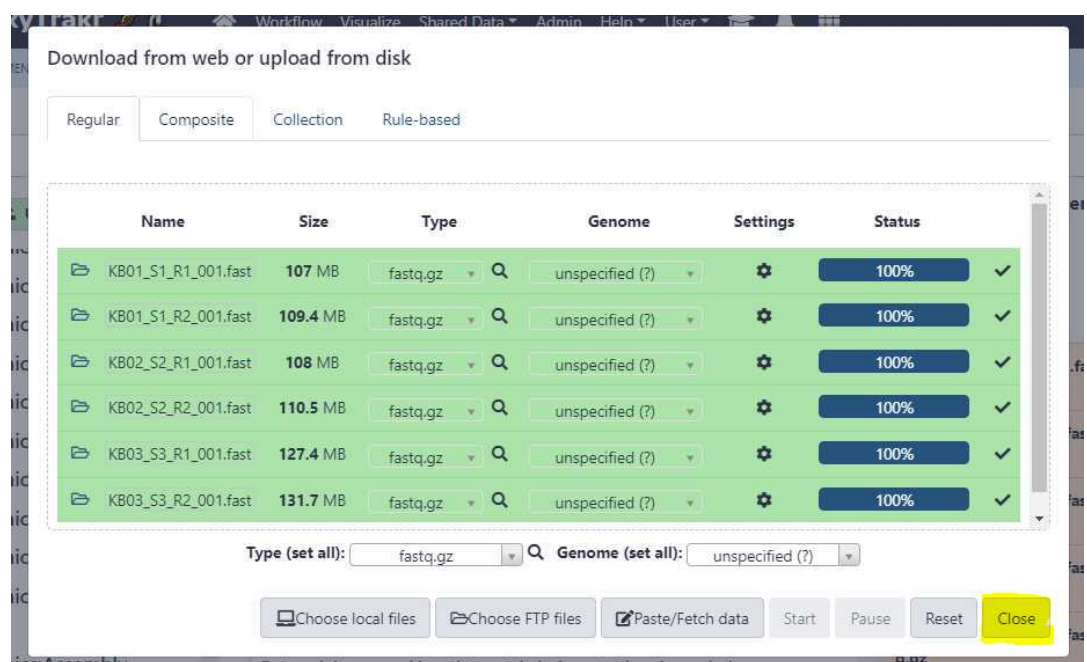 Workflow Visualize Shared Data Admin Help User
Download from web or upload from disk
Regular Composite Collection Rule-based
Name Size Type Genome Settings Status
KB01_S1_R1_001.fast 107 MB fastq.gz unspecified (?) 100%
KB01_S1_R2_001.fast 109.4 MB fastq.gz unspecified (?) 100%
KB02_S2_R1_001.fast 108 MB fastq.gz unspecified (?) 100%
KB02_S2_R2_001.fast 110.5 MB fastq.gz unspecified (?) 100%
KB03_S3_R1_001.fast 127.4 MB fastq.gz unspecified (?) 100%
KB03_S3_R2_001.fast 131.7 MB fastq.gz unspecified (?) 100%
Type (set all): fastq.gz Genome (set all): unspecified (?)
Choose local files Choose FTP files Paste/Fetch data Start Pause Reset Close